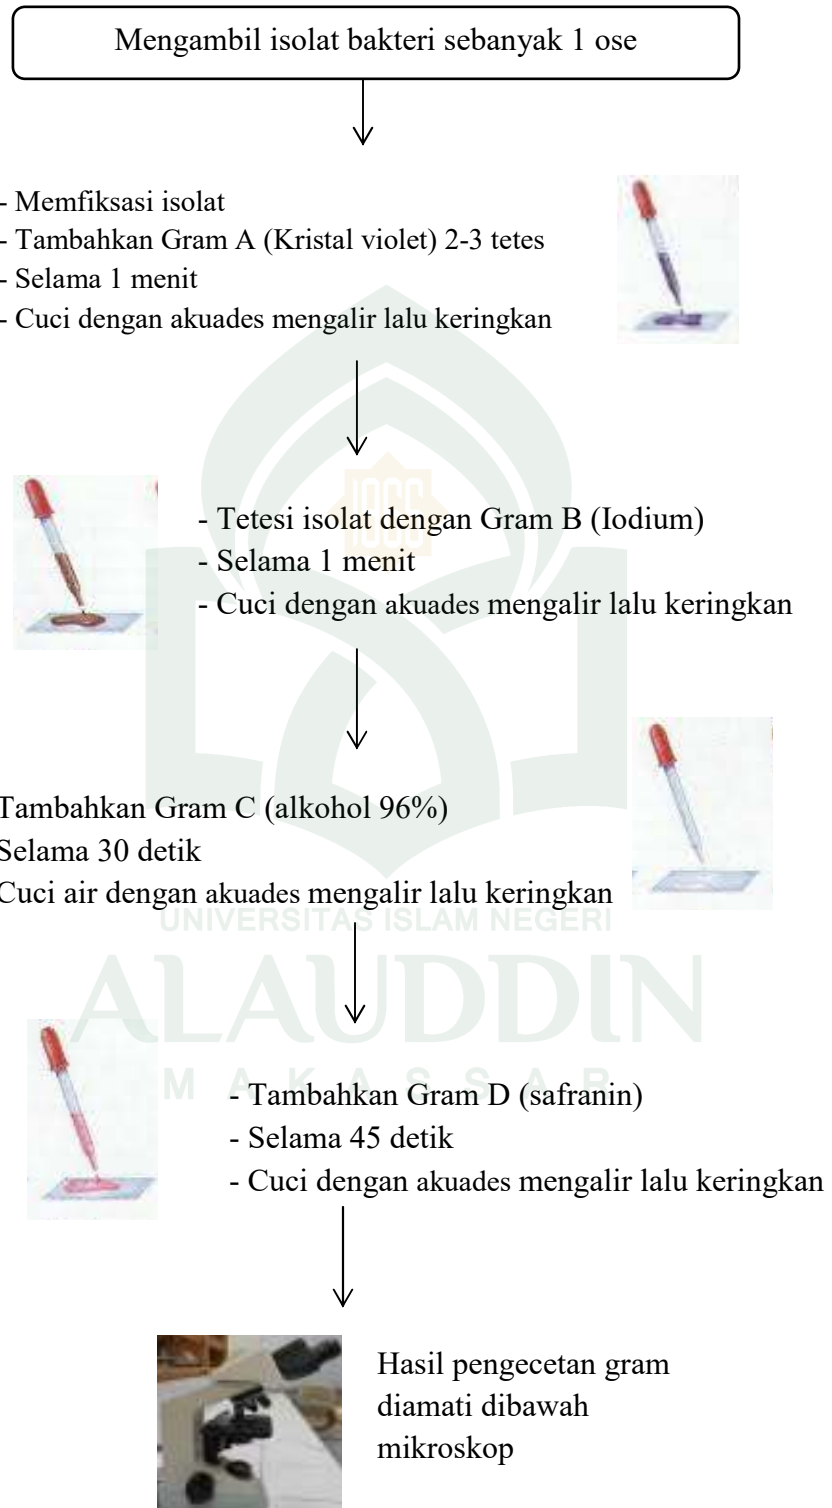 Mengambil isolat bakteri sebanyak 1 ose
- Memfiksasi isolat
- Tambahkan Gram A (Kristal violet) 2-3 tetes
- Selama 1 menit
- Cuci dengan akuades mengalir lalu keringkan
- Tetesi isolat dengan Gram B (Iodium)
- Selama 1 menit
- Cuci dengan akuades mengalir lalu keringkan
Tambahkan Gram C (alkohol 96%)
Selama 30 detik
Cuci air dengan akuades mengalir lalu keringkan
UNIVERSITAS ISLAM NEGERI
ALAUDDIN
MAKASSAR
- Tambahkan Gram D (safranin)
- Selama 45 detik
- Cuci dengan akuades mengalir lalu keringkan
Hasil pengecetan gram
diamati dibawah
mikroskop